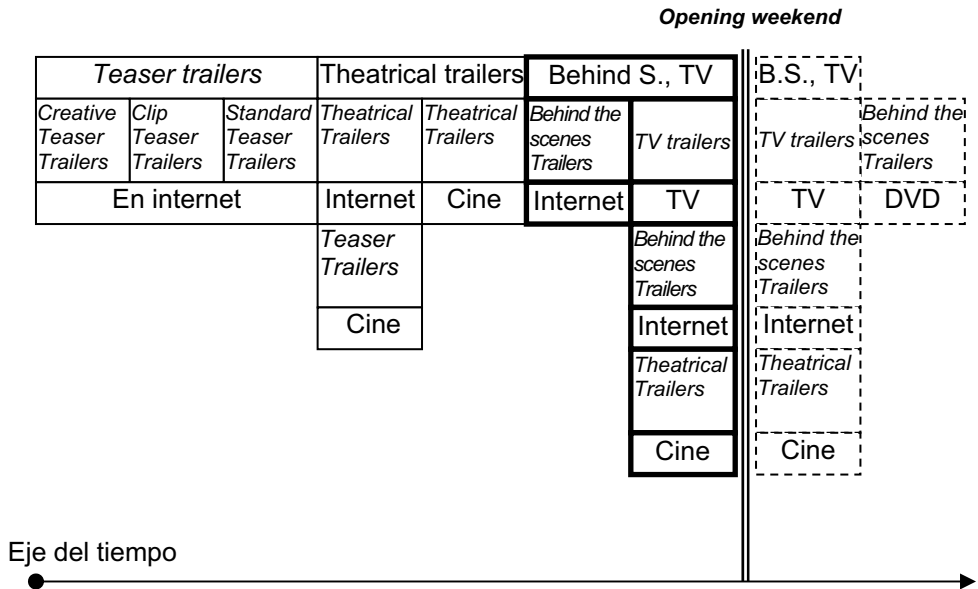 Opening weekend
Teaser trailers
Theatrical trailers
Behind S., TV
B.S., TV
Creative
Teaser
Trailers
Clip
Teaser
Trailers
Standard
Teaser
Trailers
Theatrical
Trailers
Theatrical
Trailers
Behind the
scenes
Trailers
TV trailers
TV trailers
Behind the
scenes
Trailers
En internet
Internet
Cine
Internet
TV
TV
DVD
Teaser
Trailers
Behind the
scenes
Trailers
Behind the
scenes
Trailers
Cine
Internet
Internet
Theatrical
Trailers
Theatrical
Trailers
Cine
Cine
Eje del tiempo